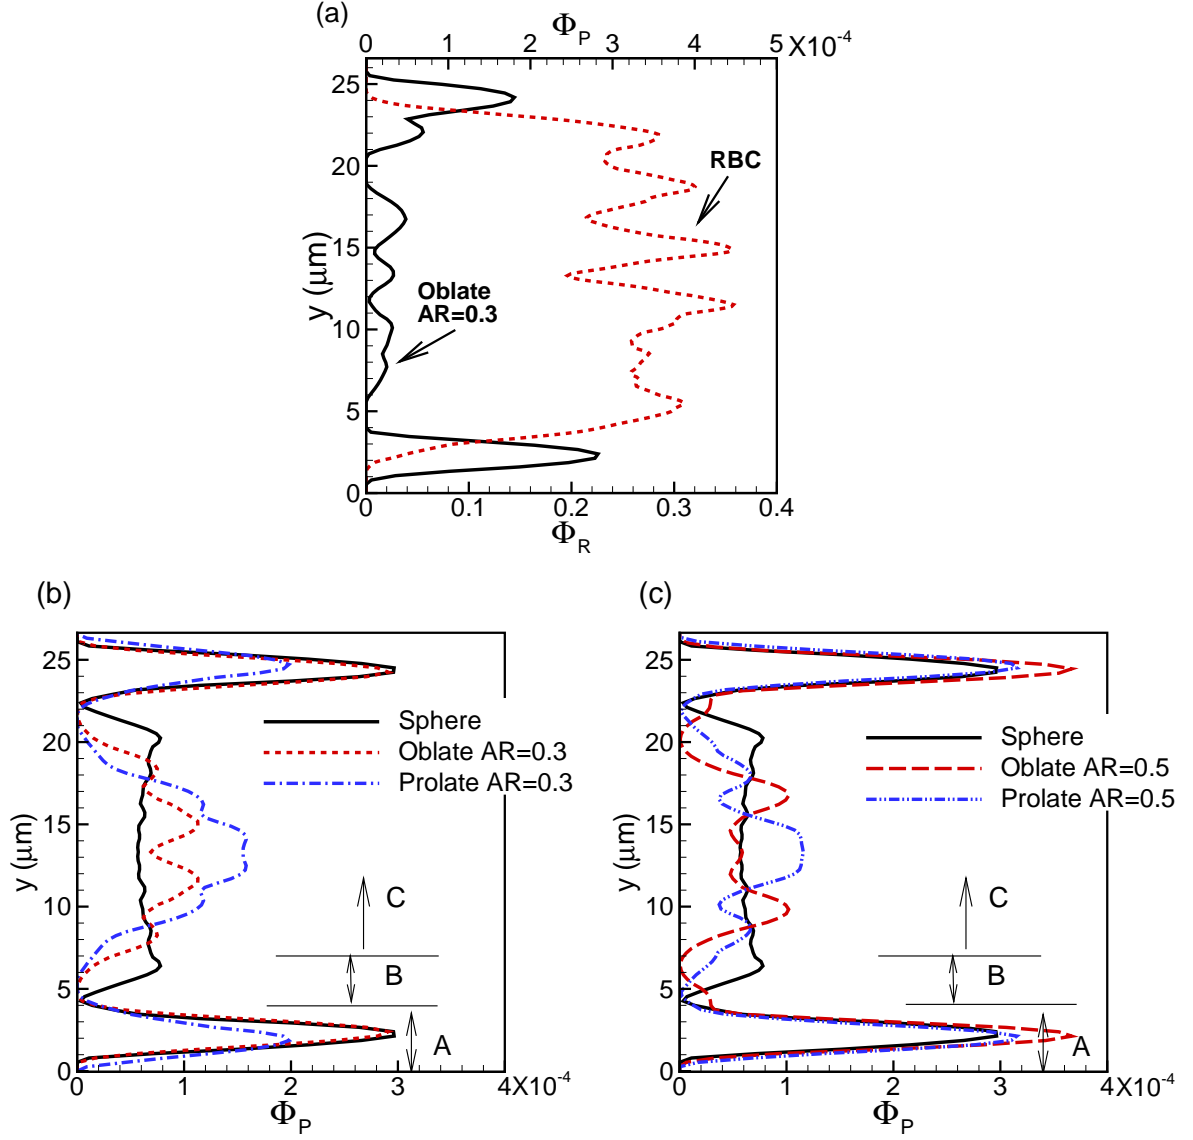 (a)
Φ_P
0 1 2 3 4 5 X10^-4
25
20
15
10
5
0
y (μm)
RBC
Oblate
AR=0.3
0 0.1 0.2 0.3 0.4
Φ_R
(b)
25
20
15
10
5
0
y (μm)
Sphere
Oblate AR=0.3
Prolate AR=0.3
C
B
A
0 1 2 3 4X10^-4
Φ_P
(c)
25
20
15
10
5
0
y (μm)
Sphere
Oblate AR=0.5
Prolate AR=0.5
C
B
A
0 1 2 3 4X10^-4
Φ_P